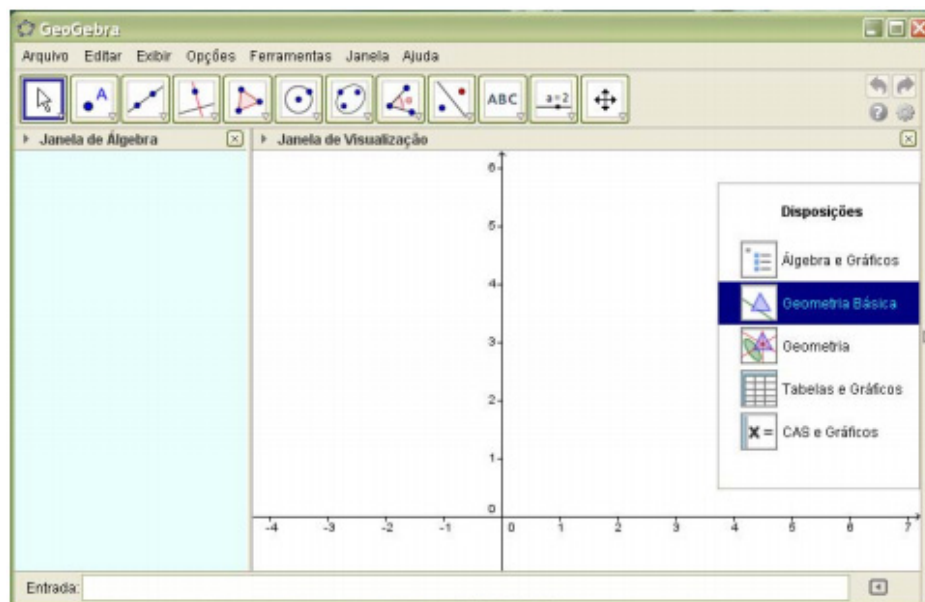 GeoGebra
Arquivo Editar Exibir Opções Ferramentas Janela Ajuda
A
ABC
a=2
Janela de Álgebra
Janela de Visualização
6
5
4
3
2
1
0
-4 -3 -2 -1 0 1 2 3 4 5 6 7
Disposições
Álgebra e Gráficos
Geometria Básica
Geometria
Tabelas e Gráficos
X = CAS e Gráficos
Entrada: